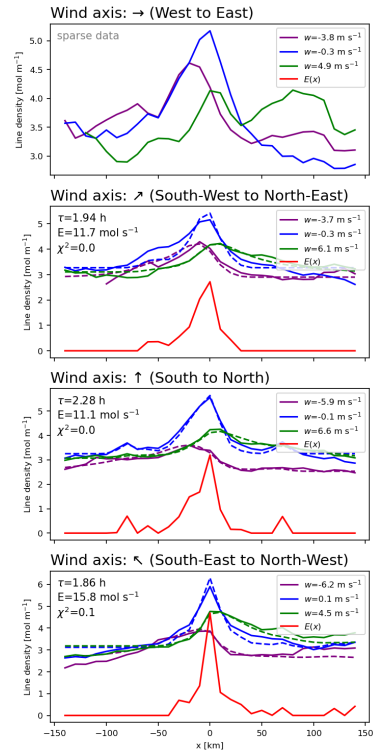 Wind axis: → (West to East)
sparse data
w=-3.8 m s⁻¹
w=-0.3 m s⁻¹
w=4.9 m s⁻¹
E(x)
Line density [mol m⁻¹]
5.0
4.5
4.0
3.5
3.0
Wind axis: ↗ (South-West to North-East)
τ=1.94 h
E=11.7 mol s⁻¹
χ²=0.0
w=-3.7 m s⁻¹
w=-0.3 m s⁻¹
w=6.1 m s⁻¹
E(x)
Line density [mol m⁻¹]
5
4
3
2
1
0
Wind axis: ↑ (South to North)
τ=2.28 h
E=11.1 mol s⁻¹
χ²=0.0
w=-5.9 m s⁻¹
w=-0.1 m s⁻¹
w=6.6 m s⁻¹
E(x)
Line density [mol m⁻¹]
5
4
3
2
1
0
Wind axis: ↖ (South-East to North-West)
τ=1.86 h
E=15.8 mol s⁻¹
χ²=0.1
w=-6.2 m s⁻¹
w=0.1 m s⁻¹
w=4.5 m s⁻¹
E(x)
Line density [mol m⁻¹]
6
5
4
3
2
1
0
−150 −100 −50 0 50 100 150
x [km]